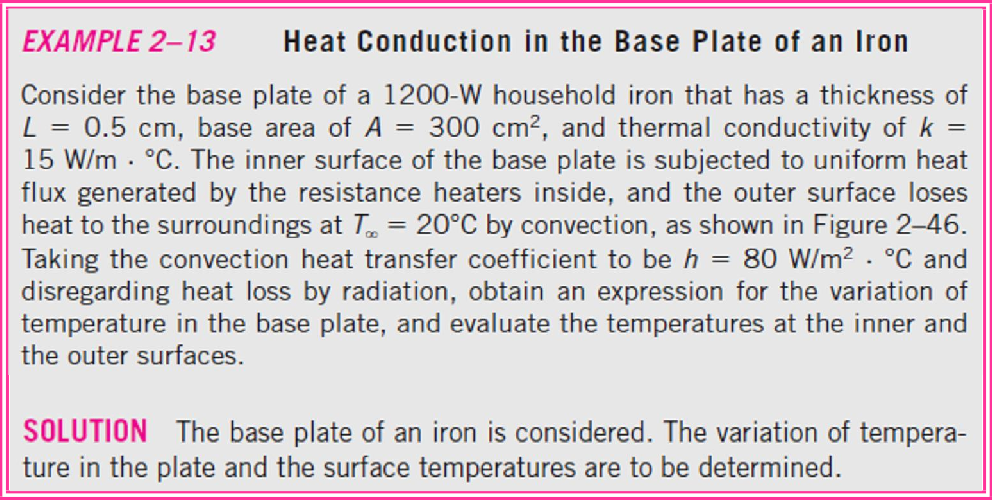 EXAMPLE 2–13 Heat Conduction in the Base Plate of an Iron
Consider the base plate of a 1200-W household iron that has a thickness of
L = 0.5 cm, base area of A = 300 cm², and thermal conductivity of k =
15 W/m · °C. The inner surface of the base plate is subjected to uniform heat
flux generated by the resistance heaters inside, and the outer surface loses
heat to the surroundings at T∞ = 20°C by convection, as shown in Figure 2–46.
Taking the convection heat transfer coefficient to be h = 80 W/m² · °C and
disregarding heat loss by radiation, obtain an expression for the variation of
temperature in the base plate, and evaluate the temperatures at the inner and
the outer surfaces.
SOLUTION The base plate of an iron is considered. The variation of tempera-
ture in the plate and the surface temperatures are to be determined.